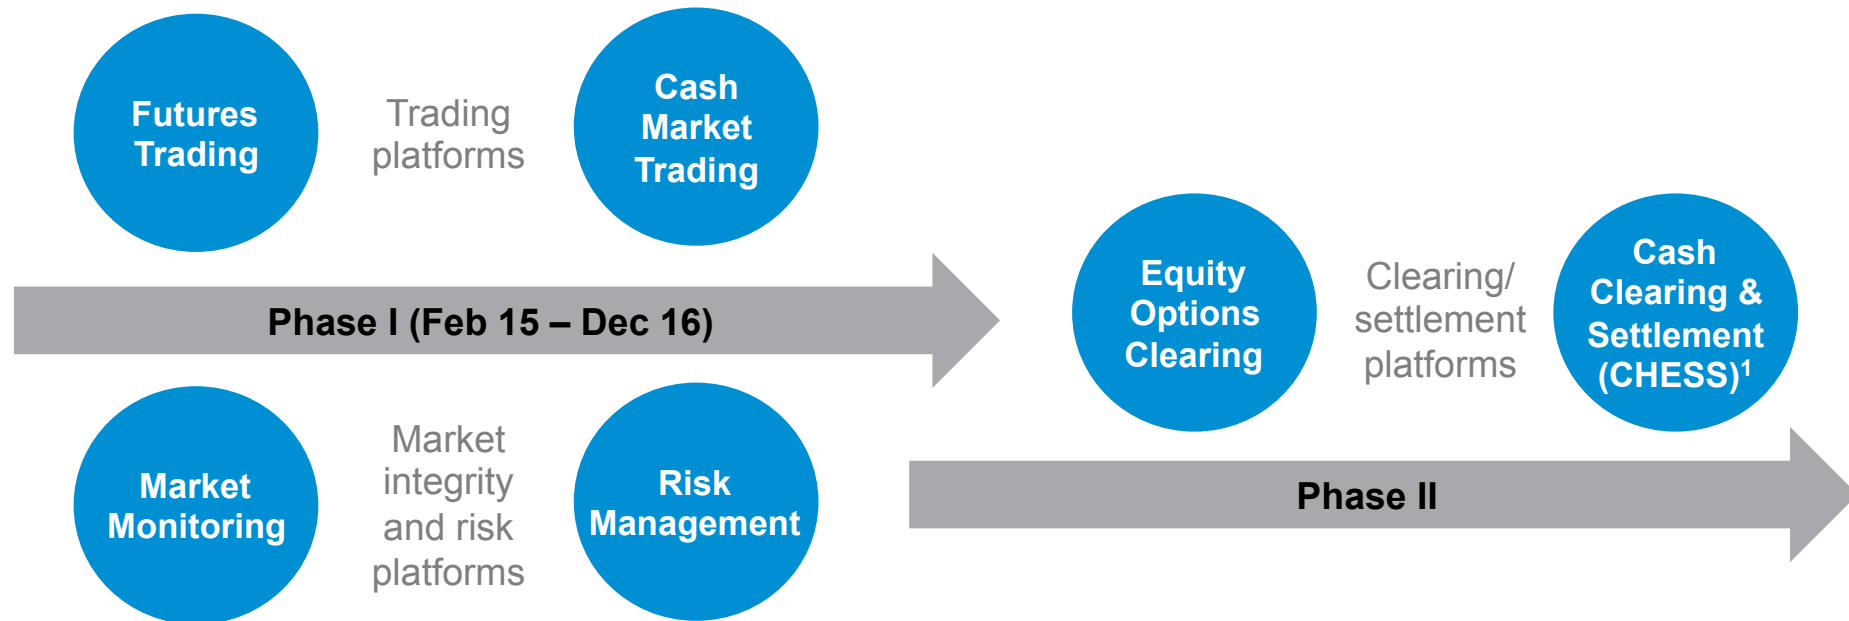 Futures
Trading
Trading
platforms
Cash
Market
Trading
Phase I (Feb 15 – Dec 16)
Market
Monitoring
Market
integrity
and risk
platforms
Risk
Management
Equity
Options
Clearing
Clearing/
settlement
platforms
Cash
Clearing &
Settlement
(CHESS)¹
Phase II